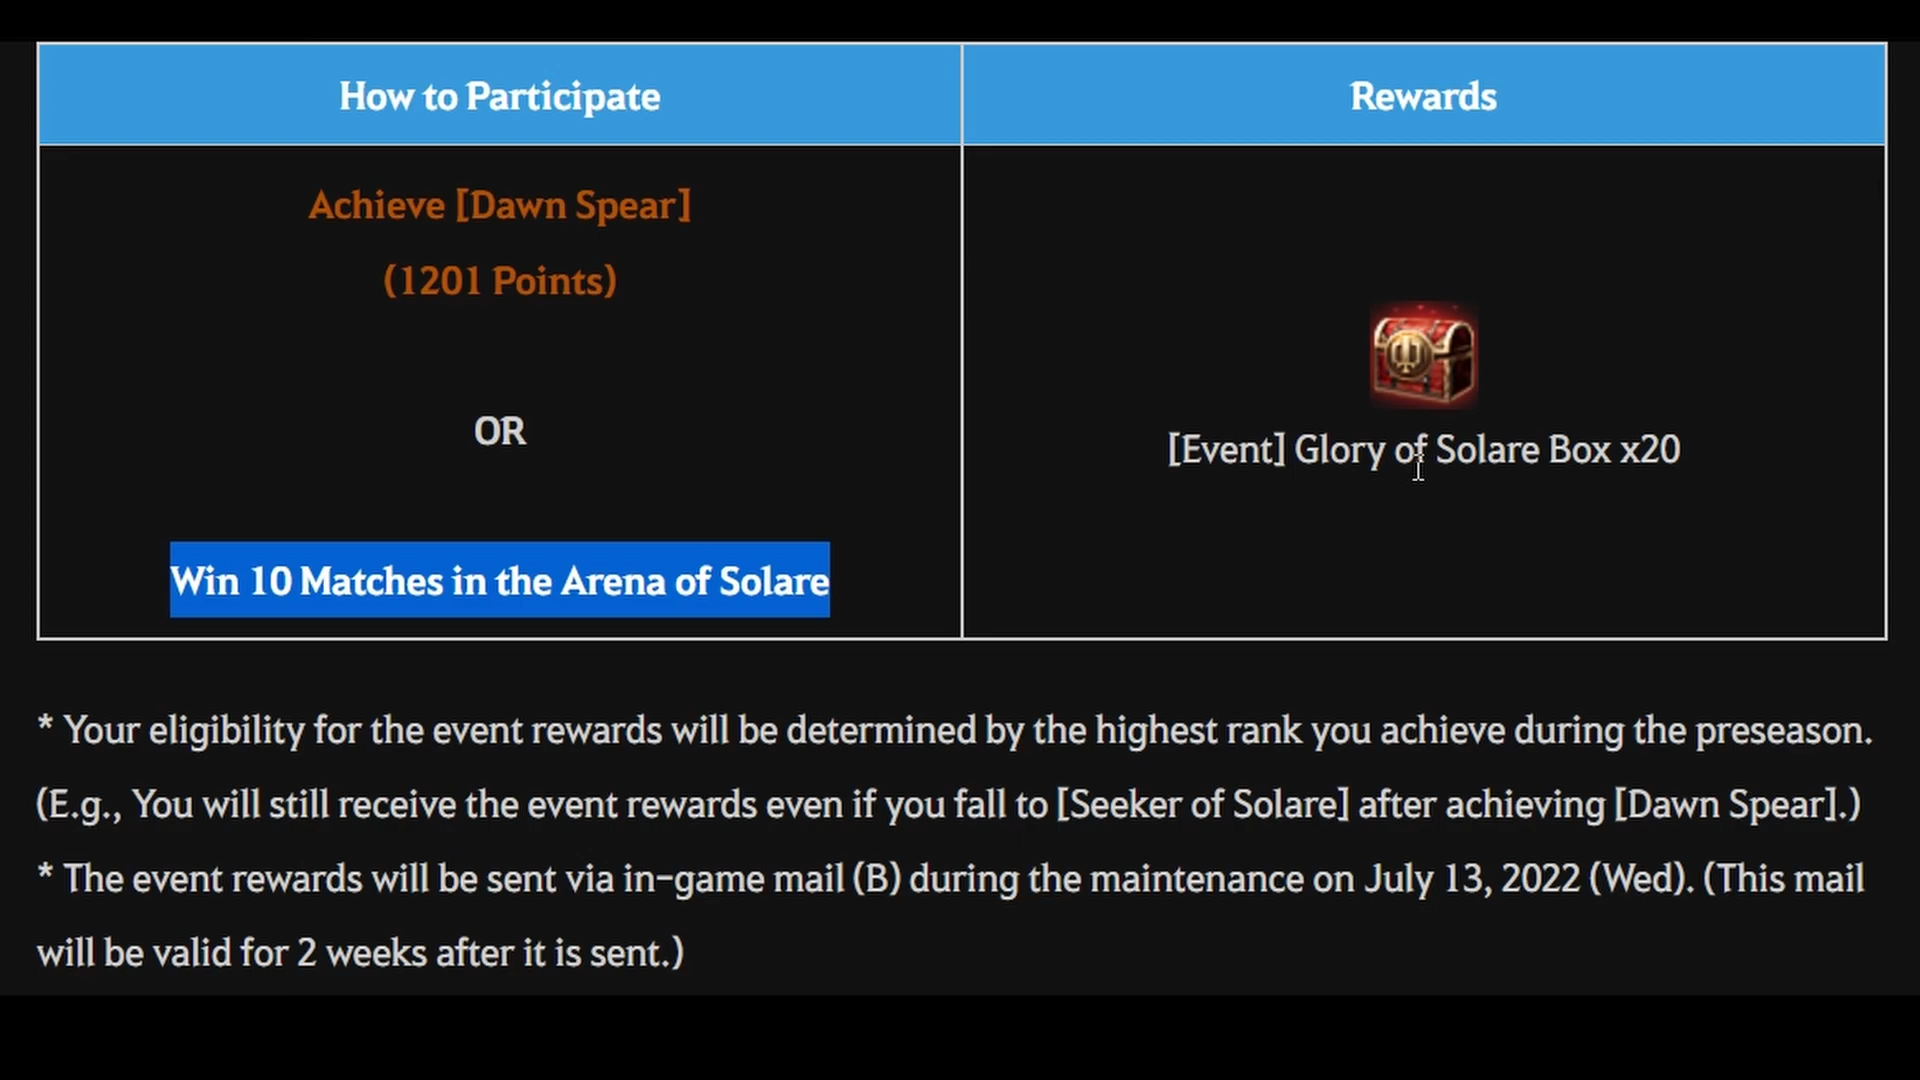 How to Participate
Rewards
Achieve [Dawn Spear]
(1201 Points)
OR
Win 10 Matches in the Arena of Solare
[Event] Glory of Solare Box x20
* Your eligibility for the event rewards will be determined by the highest rank you achieve during the preseason.
(E.g., You will still receive the event rewards even if you fall to [Seeker of Solare] after achieving [Dawn Spear].)
* The event rewards will be sent via in-game mail (B) during the maintenance on July 13, 2022 (Wed). (This mail
will be valid for 2 weeks after it is sent.)